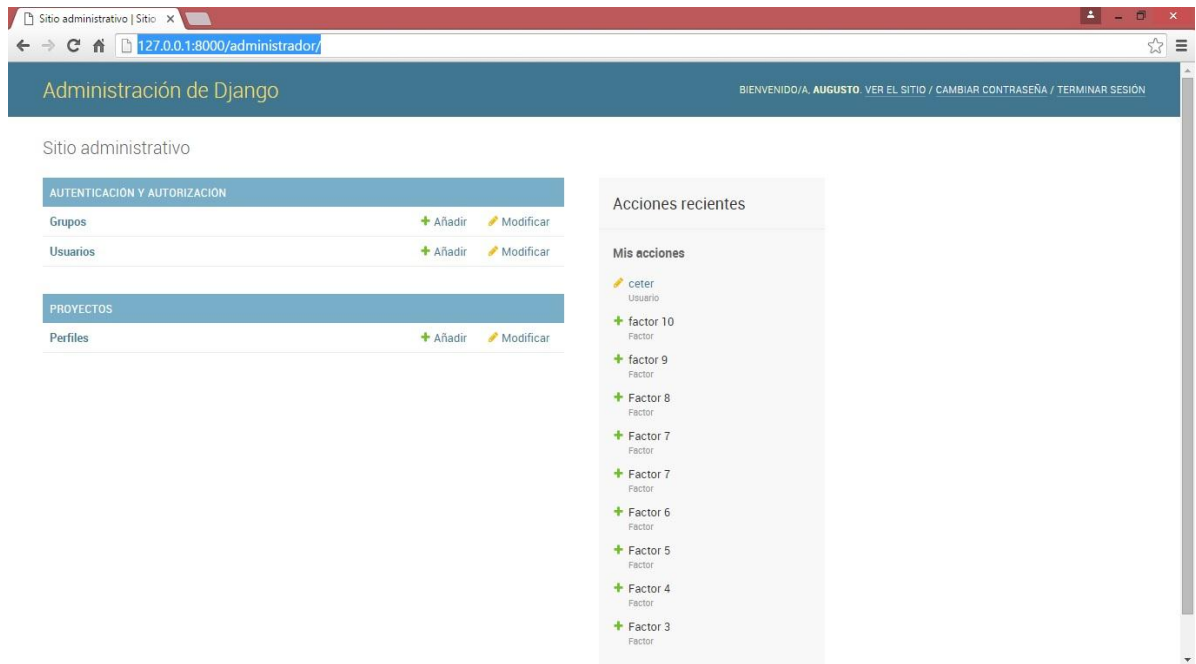 Sitio administrativo | Sitio
127.0.0.1:8000/administrador/
Administración de Django
BIENVENIDO/A, AUGUSTO. VER EL SITIO / CAMBIAR CONTRASEÑA / TERMINAR SESIÓN
Sitio administrativo
AUTENTICACIÓN Y AUTORIZACIÓN
Grupos Añadir Modificar
Usuarios Añadir Modificar
PROYECTOS
Perfiles Añadir Modificar
Acciones recientes
Mis acciones
ceter
Usuario
factor 10
Factor
factor 9
Factor
Factor 8
Factor
Factor 7
Factor
Factor 7
Factor
Factor 6
Factor
Factor 5
Factor
Factor 4
Factor
Factor 3
Factor